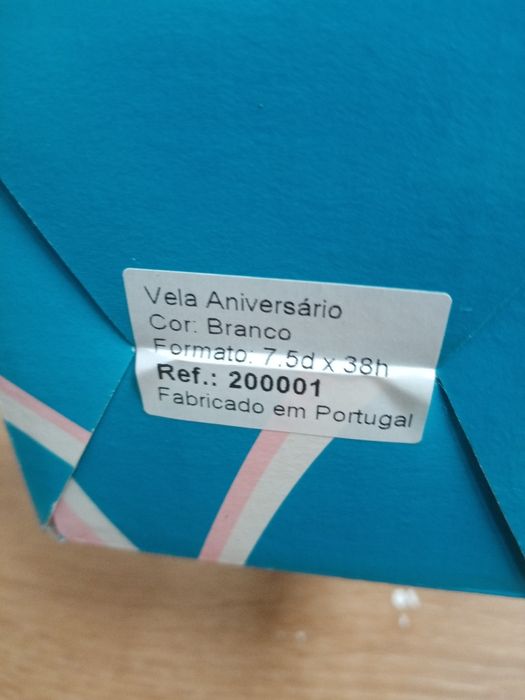 Vela Aniversário
Cor: Branco
Formato: 7.5d x 38h
Ref.: 200001
Fabricado em Portugal